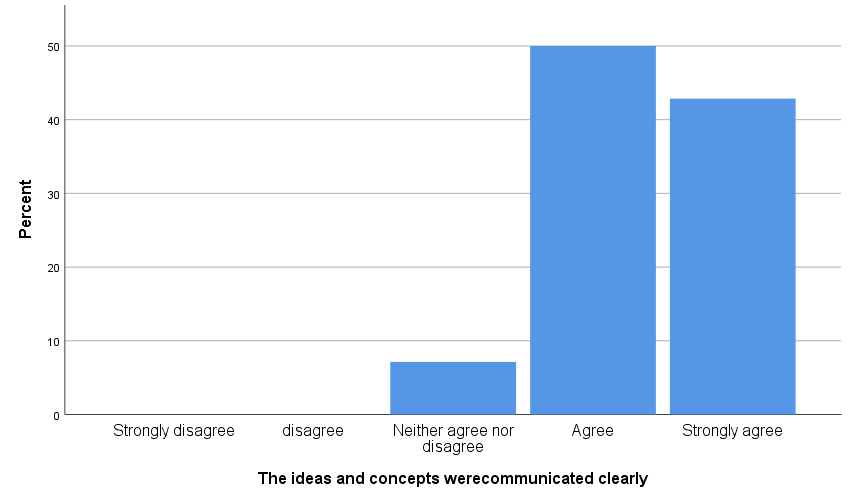 Percent
50
40
30
20
10
0
Strongly disagree
disagree
Neither agree nor
disagree
Agree
Strongly agree
The ideas and concepts werecommunicated clearly